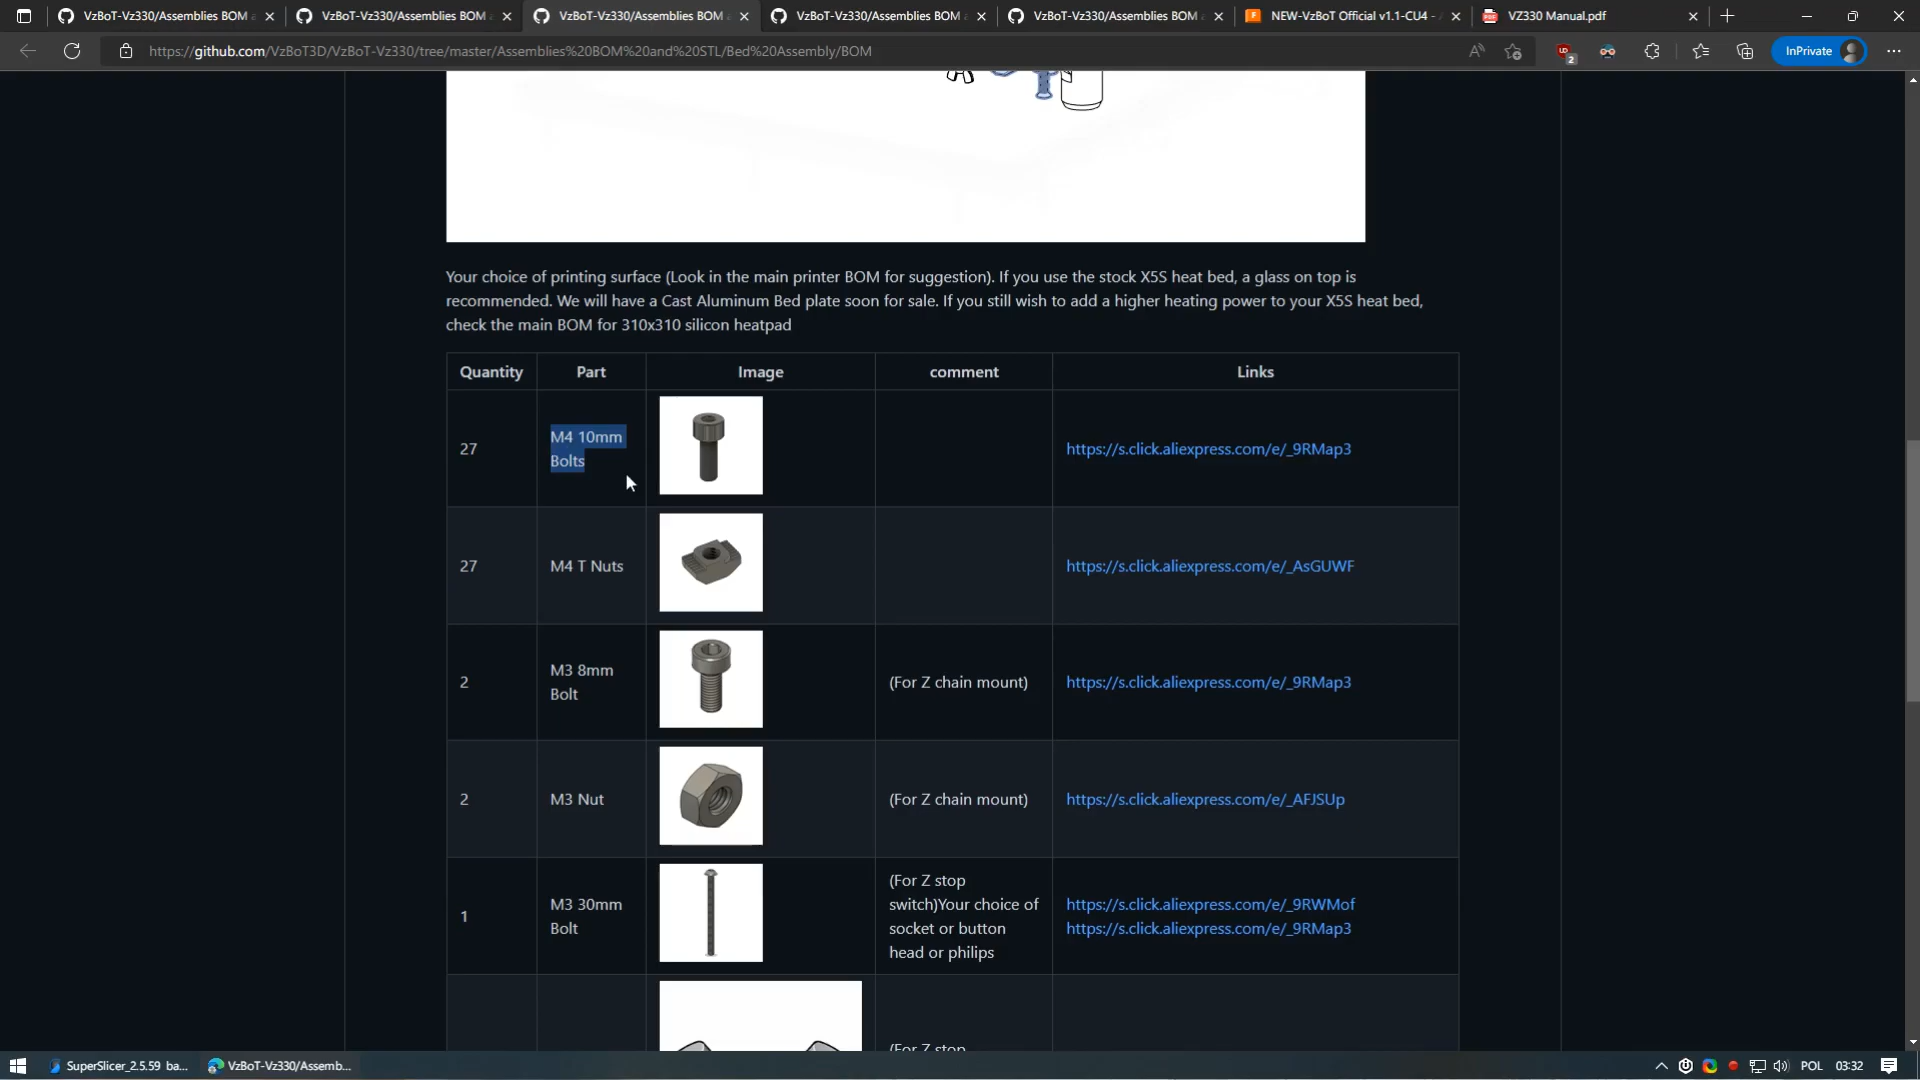 VzBoT-Vz330/Assemblies BOM a
VzBoT-Vz330/Assemblies BOM a
VzBoT-Vz330/Assemblies BOM a
VzBoT-Vz330/Assemblies BOM a
VzBoT-Vz330/Assemblies BOM a
NEW-VzBoT Official v1.1-CU4 -
VZ330 Manual.pdf
https://github.com/VzBoT3D/VzBoT-Vz330/tree/master/Assemblies%20BOM%20and%20STL/Bed%20Assembly/BOM
2
InPrivate
Your choice of printing surface (Look in the main printer BOM for suggestion). If you use the stock X5S heat bed, a glass on top is
recommended. We will have a Cast Aluminum Bed plate soon for sale. If you still wish to add a higher heating power to your X5S heat bed,
check the main BOM for 310x310 silicon heatpad
Quantity Part Image comment Links
27 M4 10mm Bolts https://s.click.aliexpress.com/e/_9RMap3
27 M4 T Nuts https://s.click.aliexpress.com/e/_AsGUWF
2 M3 8mm Bolt (For Z chain mount) https://s.click.aliexpress.com/e/_9RMap3
2 M3 Nut (For Z chain mount) https://s.click.aliexpress.com/e/_AFJSUp
1
M3 30mm
Bolt
(For Z stop
switch)Your choice of
socket or button
head or philips
https://s.click.aliexpress.com/e/_9RWMof
https://s.click.aliexpress.com/e/_9RMap3
(For Z stop
SuperSlicer_2.5.59 ba...
VzBoT-Vz330/Assemb...
POL
03:32